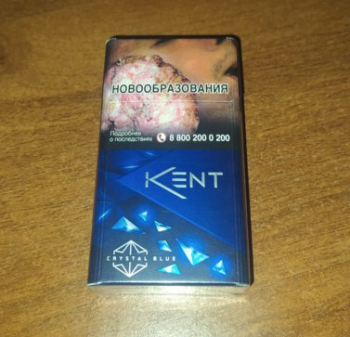 НОВООБРАЗОВАНИЯ
Подробнее
о последствиях 8 800 200 0 200
KENT
CRYSTAL BLUE